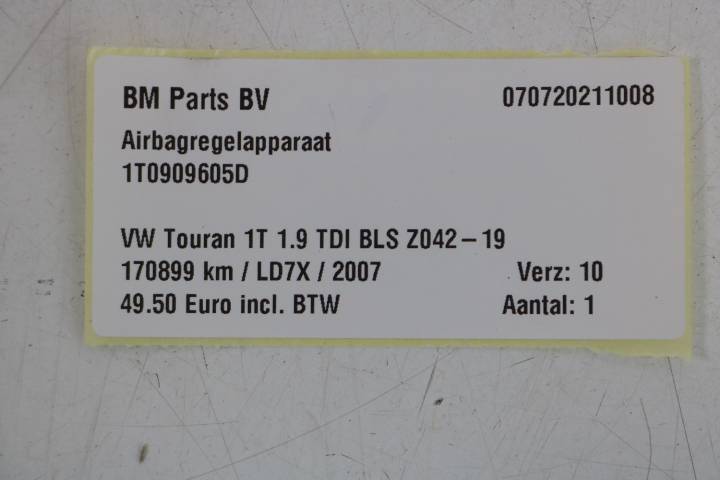 BM Parts BV 070720211008
Airbagregelapparaat
1T0909605D
VW Touran 1T 1.9 TDI BLS Z042-19
170899 km / LD7X / 2007 Verz: 10
49.50 Euro incl. BTW Aantal: 1